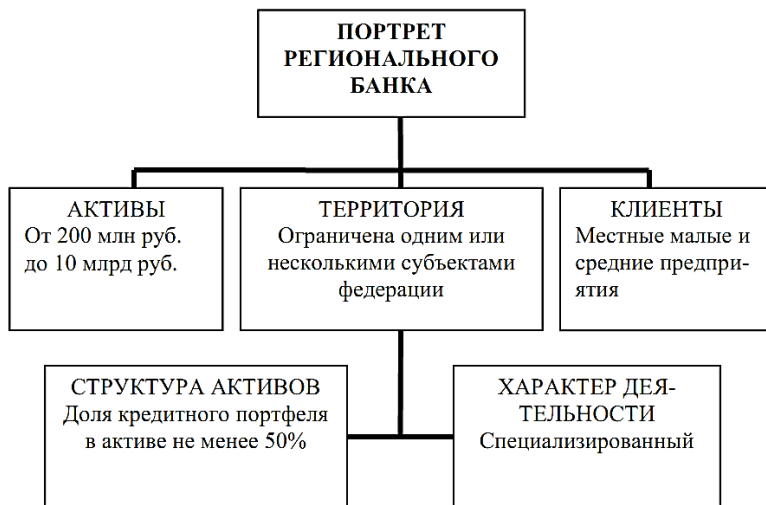 ПОРТРЕТ
РЕГИОНАЛЬНОГО
БАНКА
АКТИВЫ
От 200 млн руб.
до 10 млрд руб.
ТЕРРИТОРИЯ
Ограничена одним или
несколькими субъектами
федерации
КЛИЕНТЫ
Местные малые и
средние предпри-
ятия
СТРУКТУРА АКТИВОВ
Доля кредитного портфеля
в активе не менее 50%
ХАРАКТЕР ДЕЯ-
ТЕЛЬНОСТИ
Специализированный